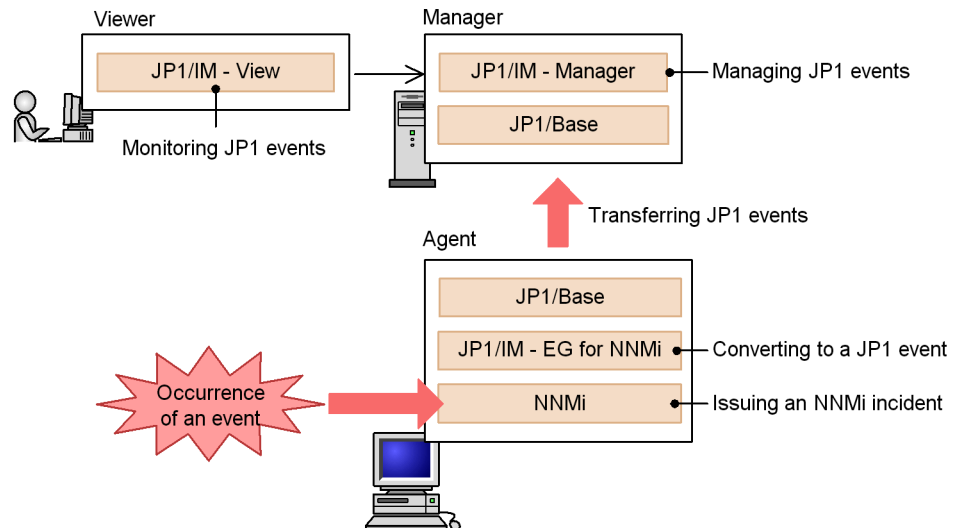 Viewer
Manager
JP1/IM - View
JP1/IM - Manager
Managing JP1 events
JP1/Base
Monitoring JP1 events
Transferring JP1 events
Agent
JP1/Base
JP1/IM - EG for NNMi
Converting to a JP1 event
Occurrence
of an event
NNMi
Issuing an NNMi incident